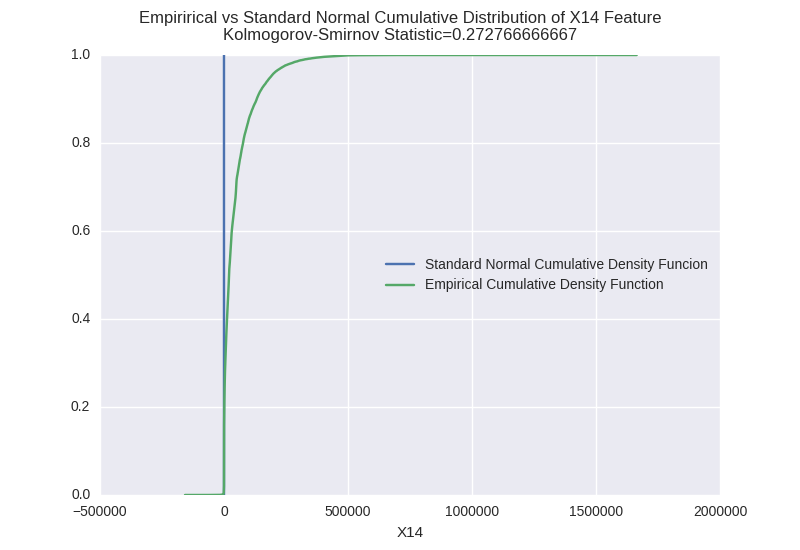 Empiririical vs Standard Normal Cumulative Distribution of X14 Feature
Kolmogorov-Smirnov Statistic=0.272766666667
1.0
0.8
0.6
Standard Normal Cumulative Density Funcion
Empirical Cumulative Density Function
0.4
0.2
0.0
−500000 0 500000 1000000 1500000 2000000
X14